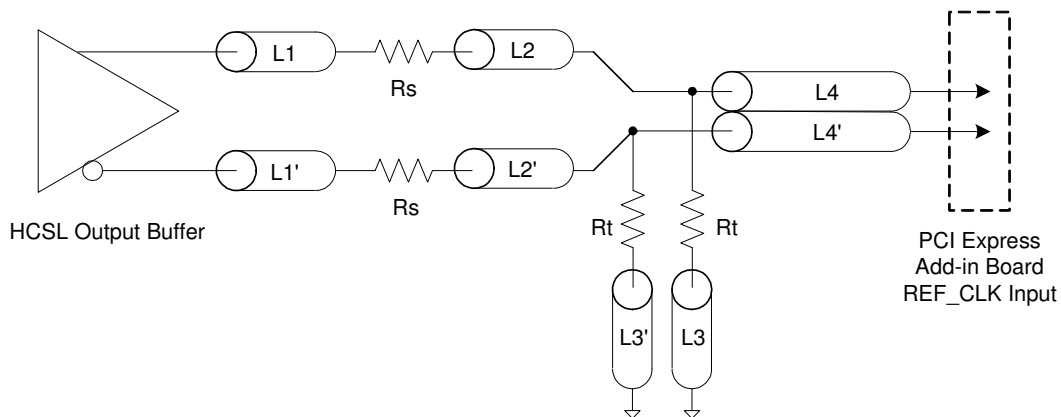 L1
Rs
L2
L4
L4'
L1'
Rs
L2'
HCSL Output Buffer
Rt
Rt
L3'
L3
PCI Express
Add-in Board
REF_CLK Input